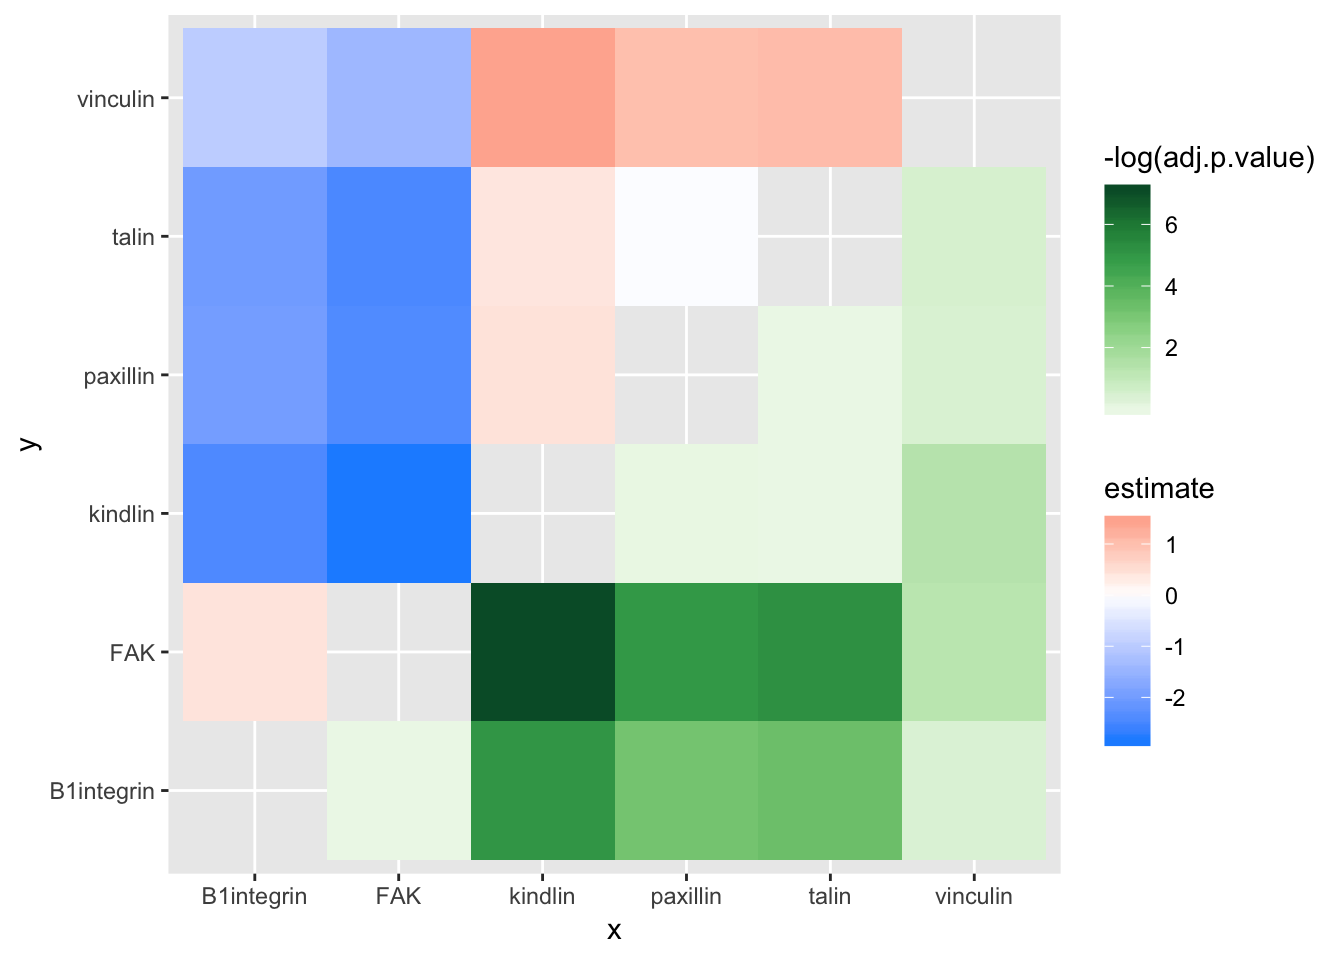 vinculin
talin
paxillin
kindlin
FAK
B1integrin
y
B1integrin FAK kindlin paxillin talin vinculin
x
-log(adj.p.value)
6
4
2
estimate
1
0
-1
-2